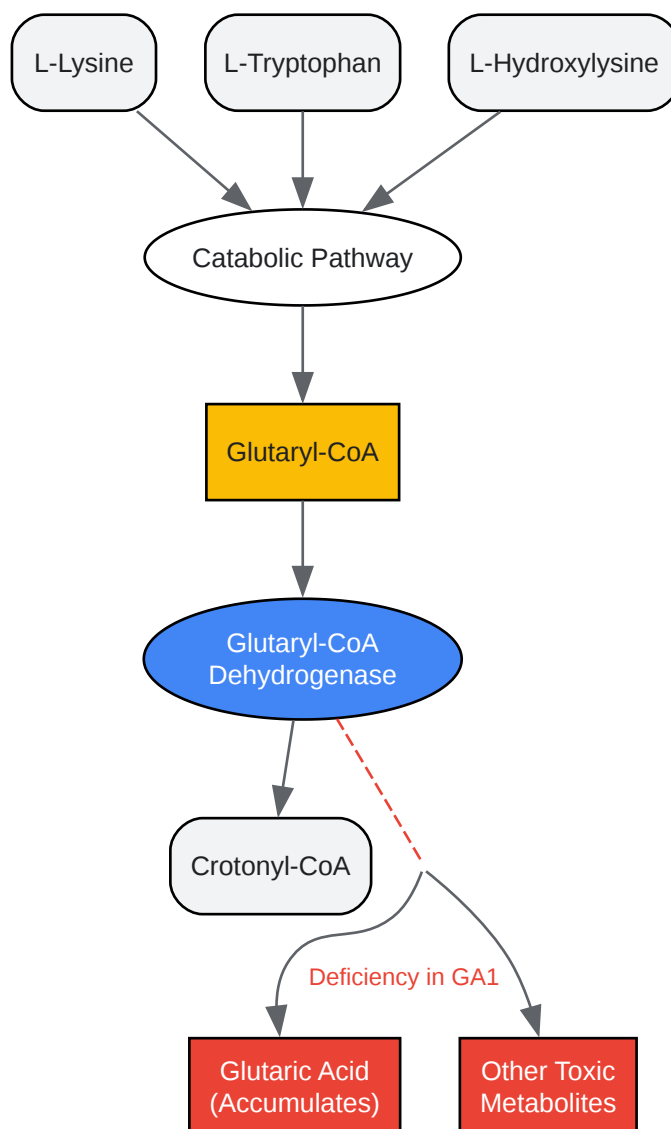 L-Lysine
L-Tryptophan
L-Hydroxylysine
Catabolic Pathway
Glutaryl-CoA
Glutaryl-CoA
Dehydrogenase
Crotonyl-CoA
Deficiency in GA1
Glutaric Acid
(Accumulates)
Other Toxic
Metabolites